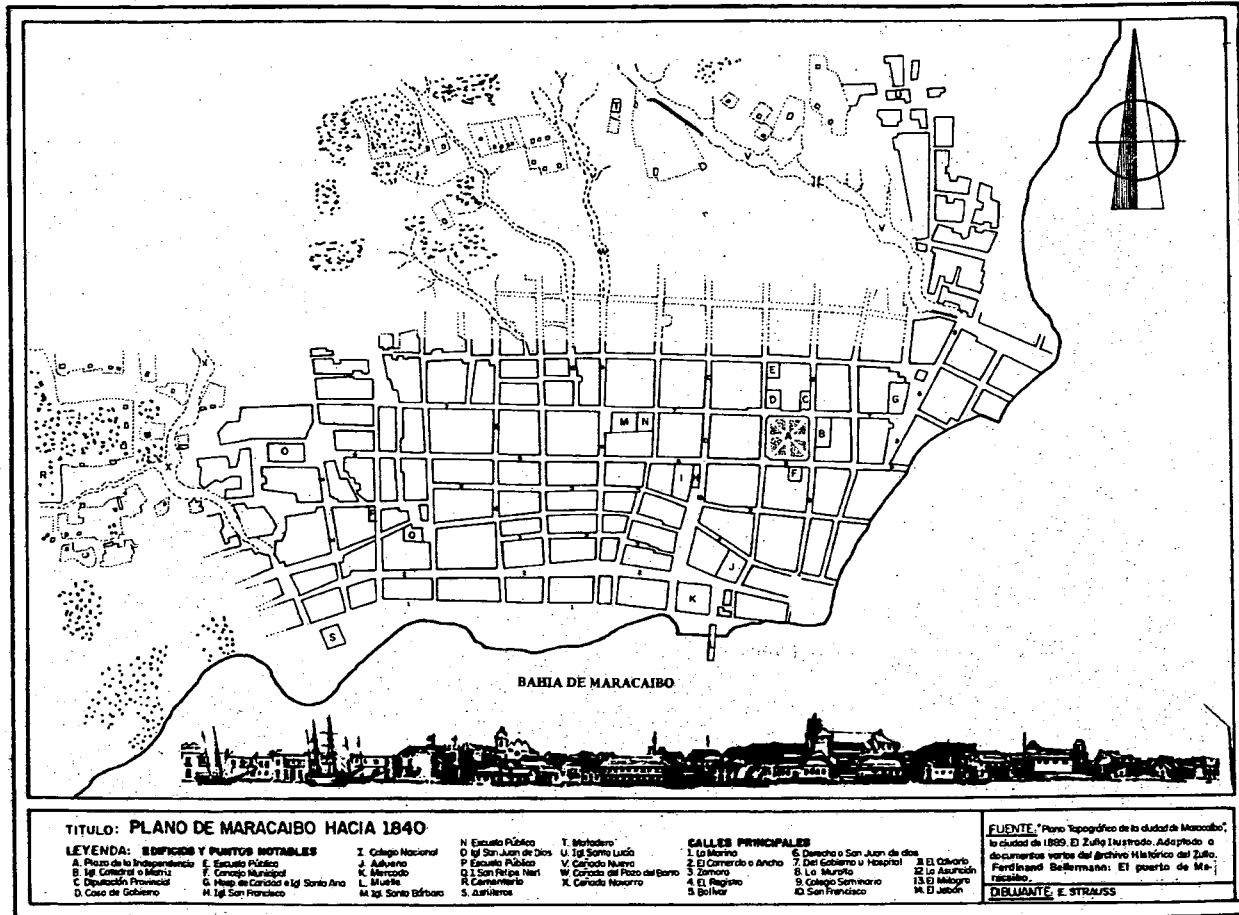 BAHIA DE MARACAIBO
TITULO: PLANO DE MARACAIBO HACIA 1840
LEYENDA: EDIFICIOS Y PUNTOS NOTABLES
A. Plaza de la Independencia
B. Igl. Catedral o Matriz
C. Diputación Provincial
D. Casa de Gobierno
E. Escuela Pública
F. Concejo Municipal
G. Hosp. de Caridad e Igl. Santa Ana
H. Igl. San Francisco
I. Colegio Nacional
J. Aduana
K. Mercado
L. Muelle
M. Igl. Santa Bárbara
N Escuela Pública
O Igl San Juan de Dios
P Escuela Pública
Q I San Felipe Neri
R. Cementerio
S. Astilleros
T. Matadero
U. Igl. Santa Lucía
V. Cañada Nueva
W. Cañada del Pozo del Barro
X. Cañada Navarro
CALLES PRINCIPALES
1. La Marina
2. El Comercio o Ancha
3. Zamora
4. El Registro
5. Bolívar
6. Derecha o San Juan de dios
7. Del Gobierno u Hospital
8. La Muralla
9. Colegio Seminario
10. San Francisco
11 El Calvario
12 La Asunción
13 El Milagro
14 El Jabón
FUENTE: "Plano Topográfico de la ciudad de Maracaibo",
la ciudad de 1889. El Zulia Ilustrado. Adaptado a
documentos varios del Archivo Histórico del Zulia.
Ferdinand Bellermann: El puerto de Ma-
racaibo.
DIBUJANTE: E. STRAUSS